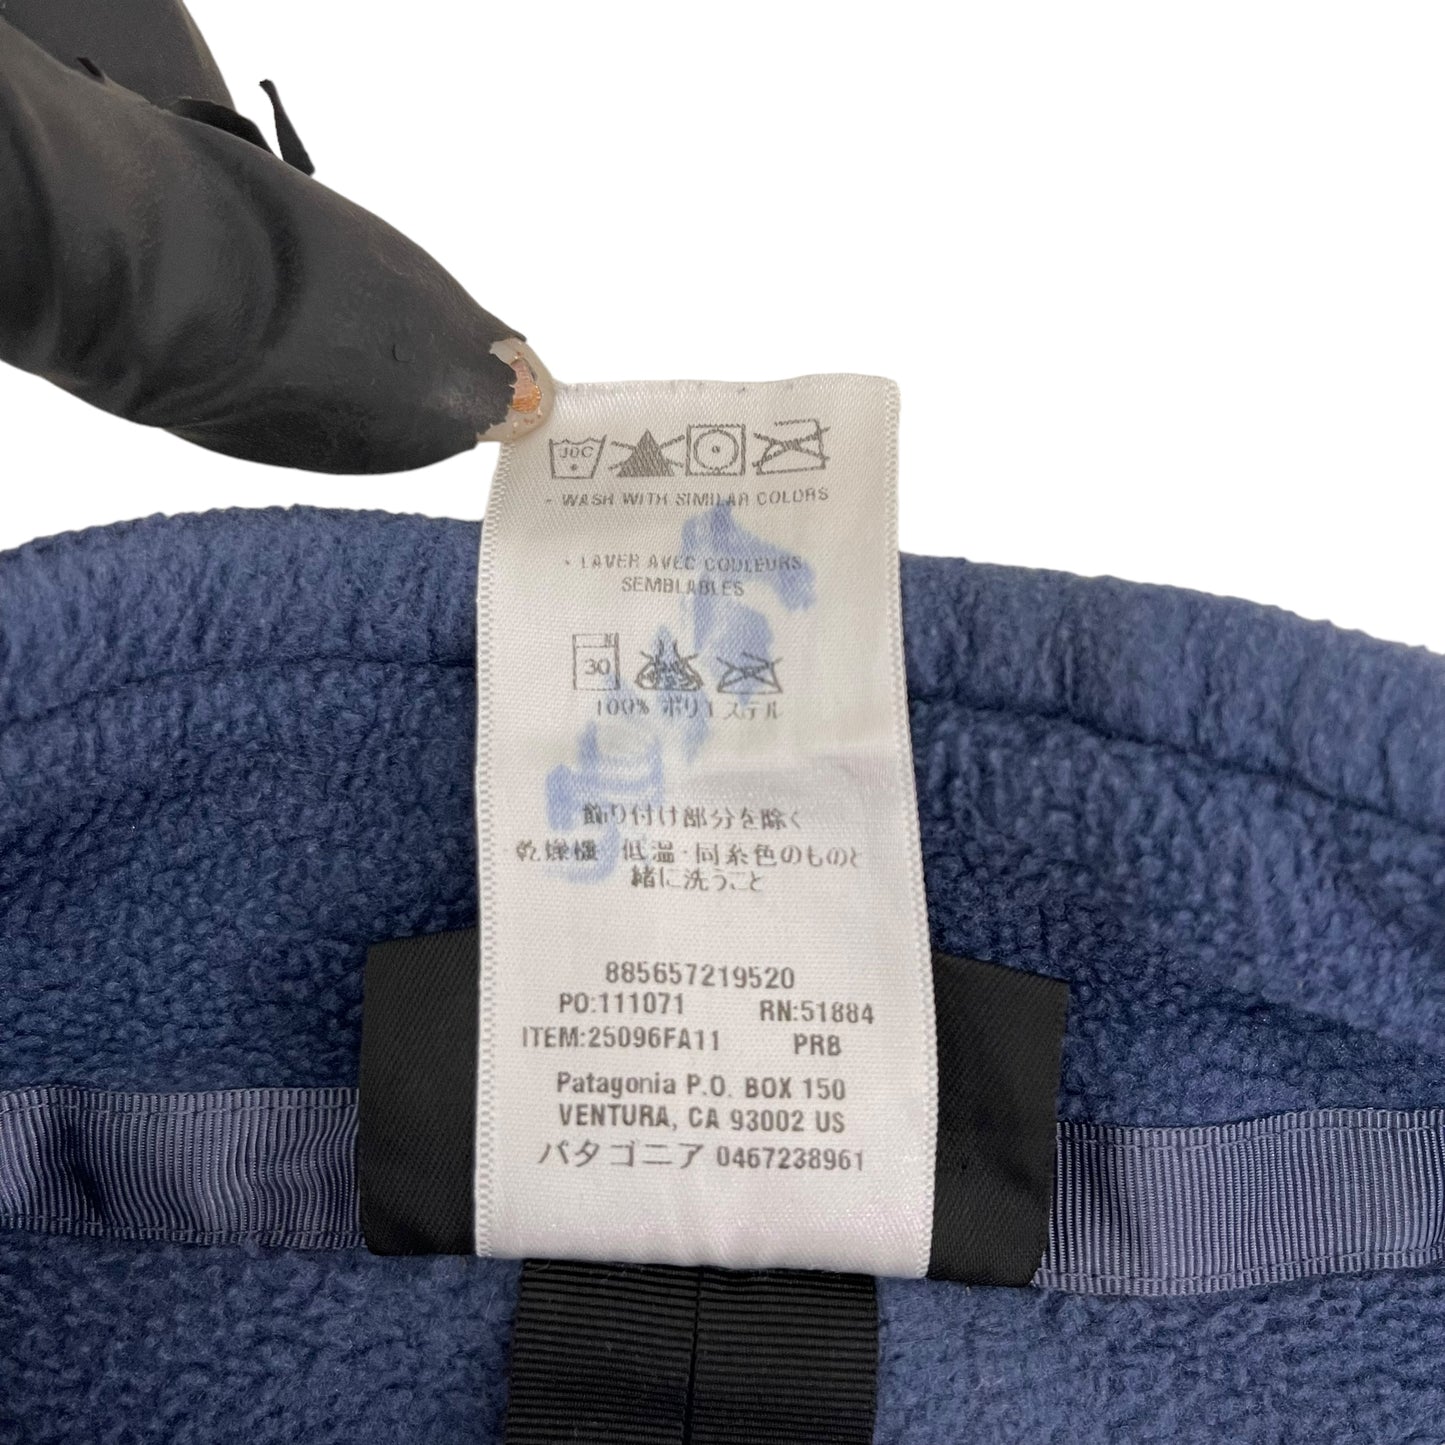 30C
- WASH WITH SIMILAR COLORS
- LAVER AVEC COULEURS
SEMBLABLES
30
100% ポリエステル
飾り付け部分を除く
乾燥機・低温・同系色のものと
緒に洗うこと
885657219520
PO:111071 RN:51884
ITEM:25096FA11 PRB
Patagonia P.O. BOX 150
VENTURA, CA 93002 US
パタゴニア 0467238961